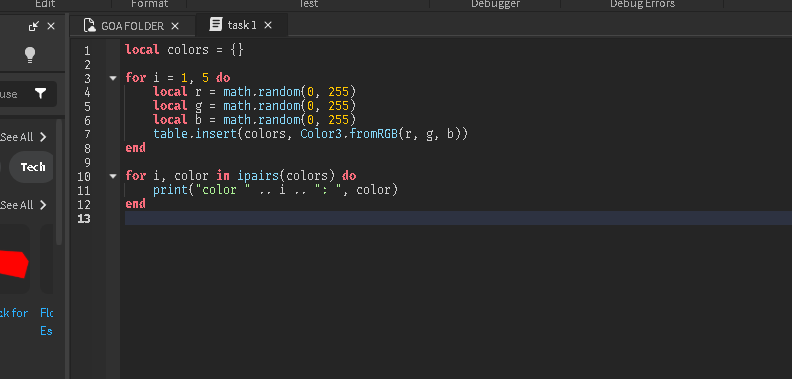 Edit Format Test Debugger Debug Errors
GOAFOLDER × task1 ×
1 local colors = {}
2
3 for i = 1, 5 do
4 local r = math.random(0, 255)
5 local g = math.random(0, 255)
6 local b = math.random(0, 255)
7 table.insert(colors, Color3.fromRGB(r, g, b))
8 end
9
10 for i, color in ipairs(colors) do
11 print("color " .. i .. ": ", color)
12 end
13
use
See All
Tech
See All
ck for
Flo
Es